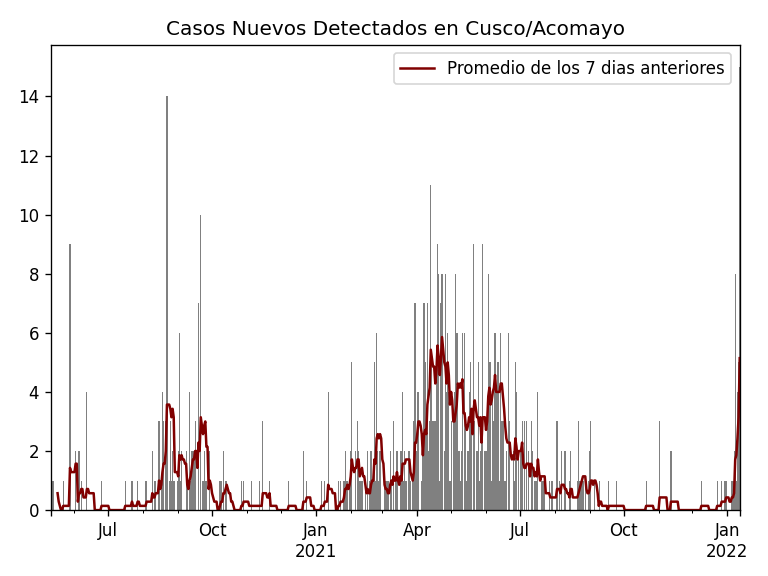 Casos Nuevos Detectados en Cusco/Acomayo
Promedio de los 7 dias anteriores
14
12
10
8
6
4
2
0
Jul
Oct
Jan
2021
Apr
Jul
Oct
Jan
2022